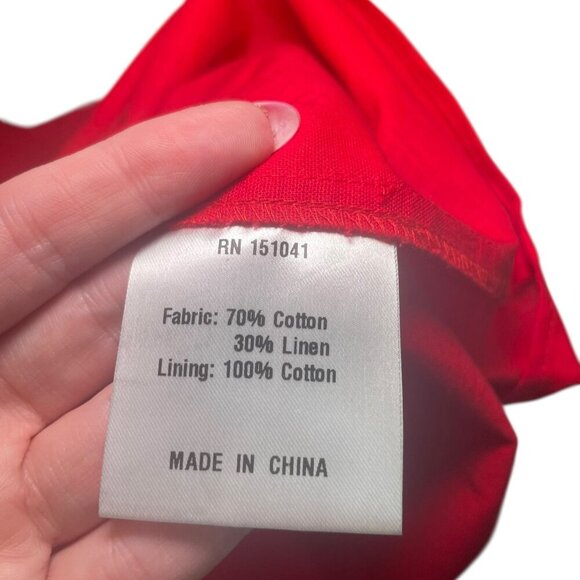 RN 151041
Fabric: 70% Cotton
30% Linen
Lining: 100% Cotton
MADE IN CHINA